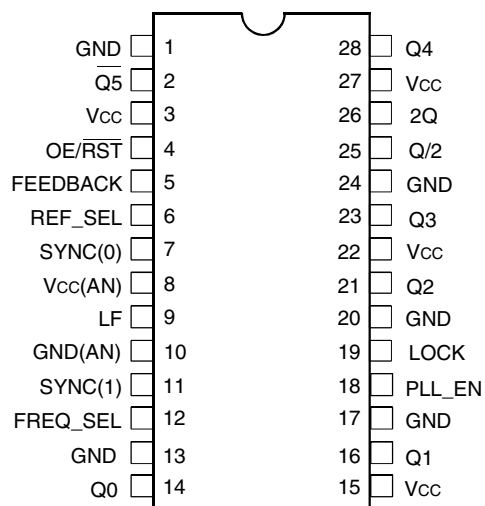 GND 1 28 Q4
Q5 2 27 VCC
VCC 3 26 2Q
OE/RST 4 25 Q/2
FEEDBACK 5 24 GND
REF_SEL 6 23 Q3
SYNC(0) 7 22 VCC
VCC(AN) 8 21 Q2
LF 9 20 GND
GND(AN) 10 19 LOCK
SYNC(1) 11 18 PLL_EN
FREQ_SEL 12 17 GND
GND 13 16 Q1
Q0 14 15 VCC